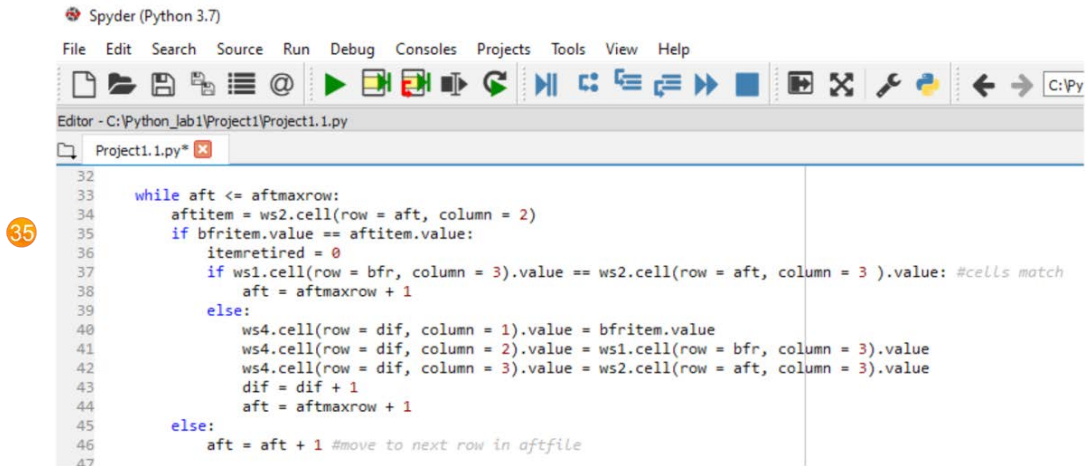 Spyder (Python 3.7)
File Edit Search Source Run Debug Consoles Projects Tools View Help
C:\Py
Editor - C:\Python_lab1\Project1\Project1.1.py
Project1.1.py*
32
33     while aft <= aftmaxrow:
34         aftitem = ws2.cell(row = aft, column = 2)
35
35         if bfritem.value == aftitem.value:
36             itemretired = 0
37             if ws1.cell(row = bfr, column = 3).value == ws2.cell(row = aft, column = 3 ).value: #cells match
38                 aft = aftmaxrow + 1
39             else:
40                 ws4.cell(row = dif, column = 1).value = bfritem.value
41                 ws4.cell(row = dif, column = 2).value = ws1.cell(row = bfr, column = 3).value
42                 ws4.cell(row = dif, column = 3).value = ws2.cell(row = aft, column = 3).value
43                 dif = dif + 1
44                 aft = aftmaxrow + 1
45         else:
46             aft = aft + 1 #move to next row in aftfile
47